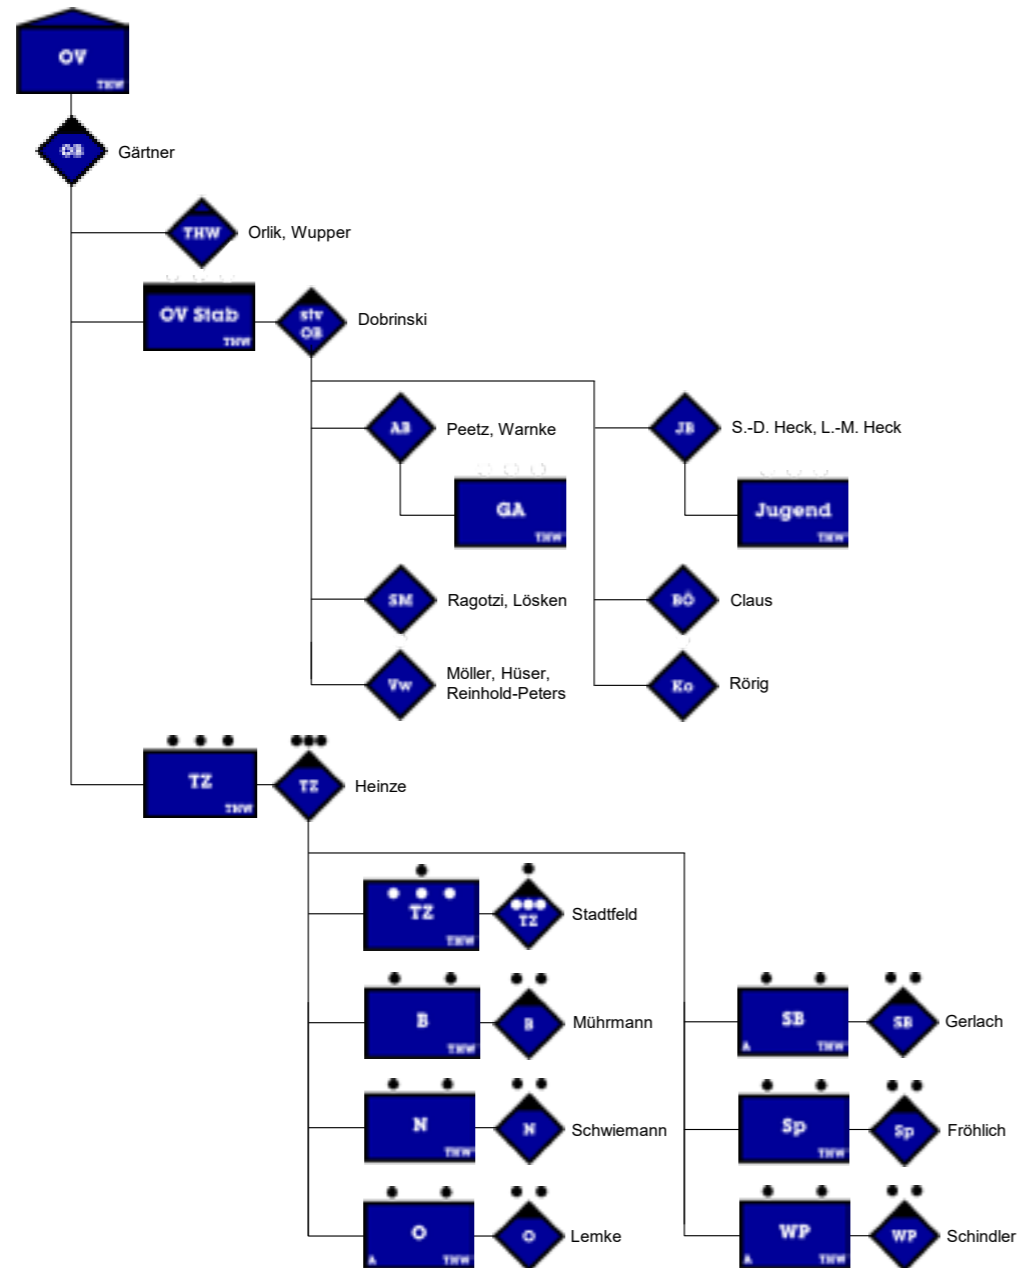 OV
THW
OB
Gärtner
THW
Orlik, Wupper
OV Stab
THW
stv
OB
Dobrinski
AB
Peetz, Warnke
JB
S.-D. Heck, L.-M. Heck
GA
THW
Jugend
THW
SM
Ragotzi, Lösken
BÖ
Claus
Vw
Möller, Hüser,
Reinhold-Peters
Ko
Rörig
TZ
THW
TZ
Heinze
TZ
THW
TZ
Stadtfeld
B
THW
B
Mührmann
SB
A THW
SB
Gerlach
N
THW
N
Schwiemann
Sp
THW
Sp
Fröhlich
O
A THW
O
Lemke
WP
A THW
WP
Schindler